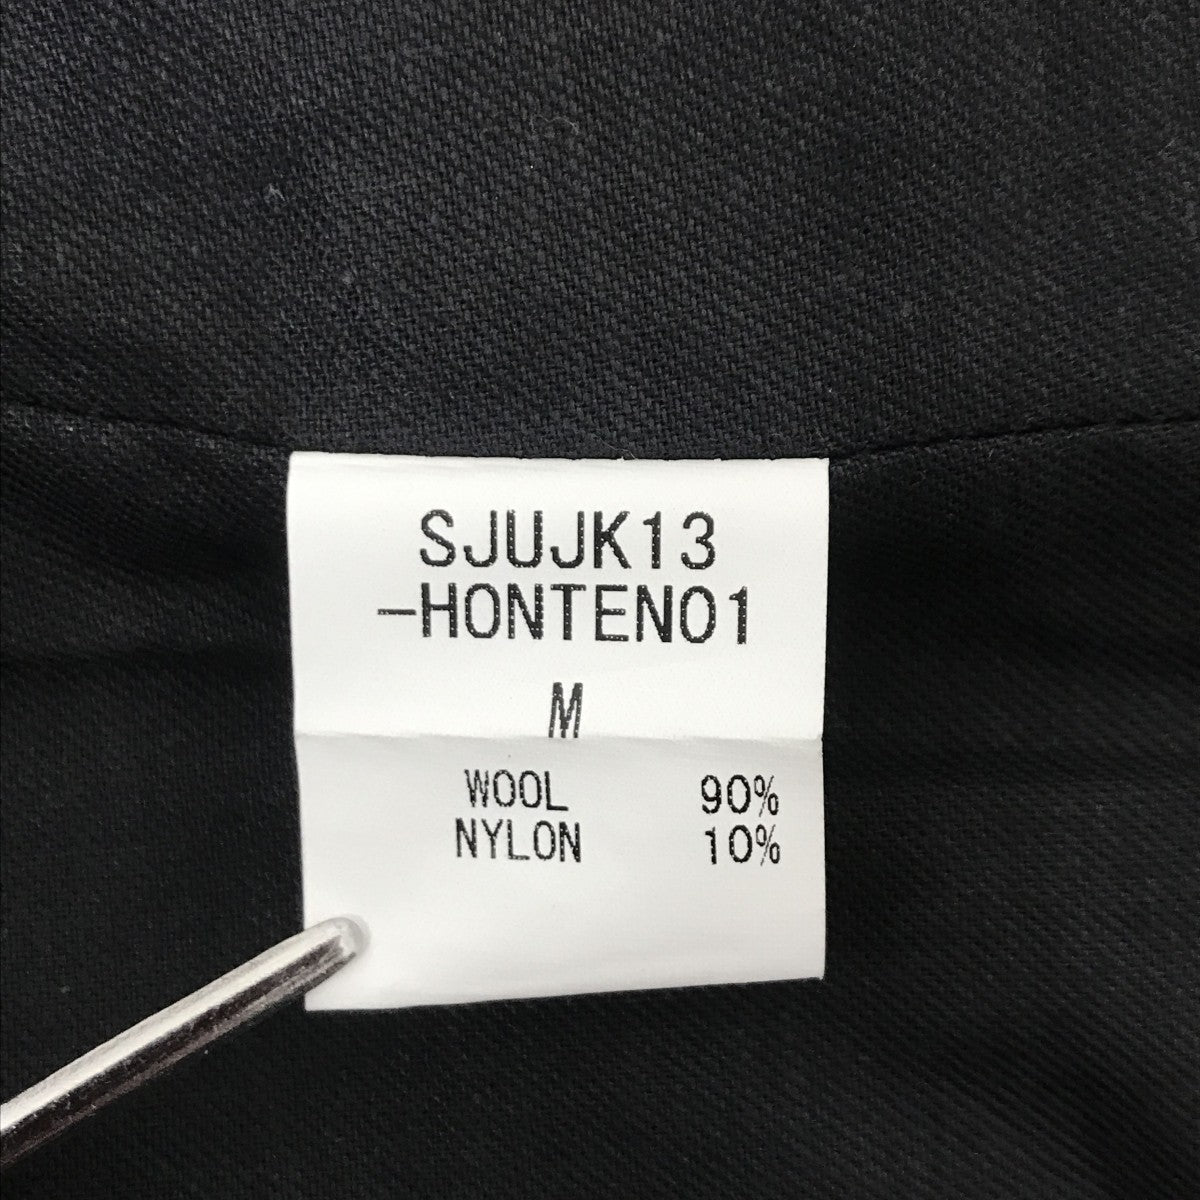 SJUJK13
-HONTEN01
M
WOOL 90%
NYLON 10%